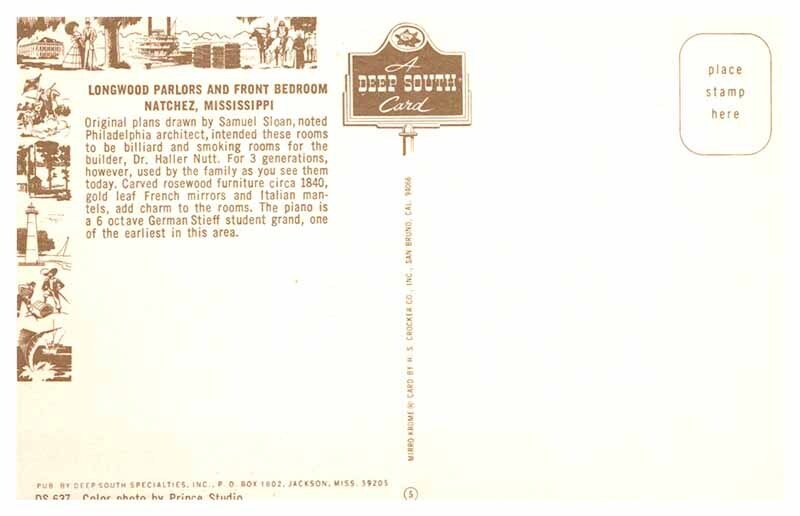 LONGWOOD PARLORS AND FRONT BEDROOM
NATCHEZ, MISSISSIPPI
Original plans drawn by Samuel Sloan, noted
Philadelphia architect, intended these rooms
to be billiard and smoking rooms for the
builder, Dr. Haller Nutt. For 3 generations,
however, used by the family as you see them
today. Carved rosewood furniture circa 1840,
gold leaf French mirrors and Italian man-
tels, add charm to the rooms. The piano is
a 6 octave German Stieff student grand, one
of the earliest in this area.
A
DEEP SOUTH
Card
place
stamp
here
MIRRO-KROME® CARD BY H. S. CROCKER CO., INC., SAN BRUNO, CAL. 94066
PUB. BY DEEP SOUTH SPECIALTIES, INC., P. O. BOX 1802, JACKSON, MISS. 39205
DS-637 Color photo by Prince Studio
5